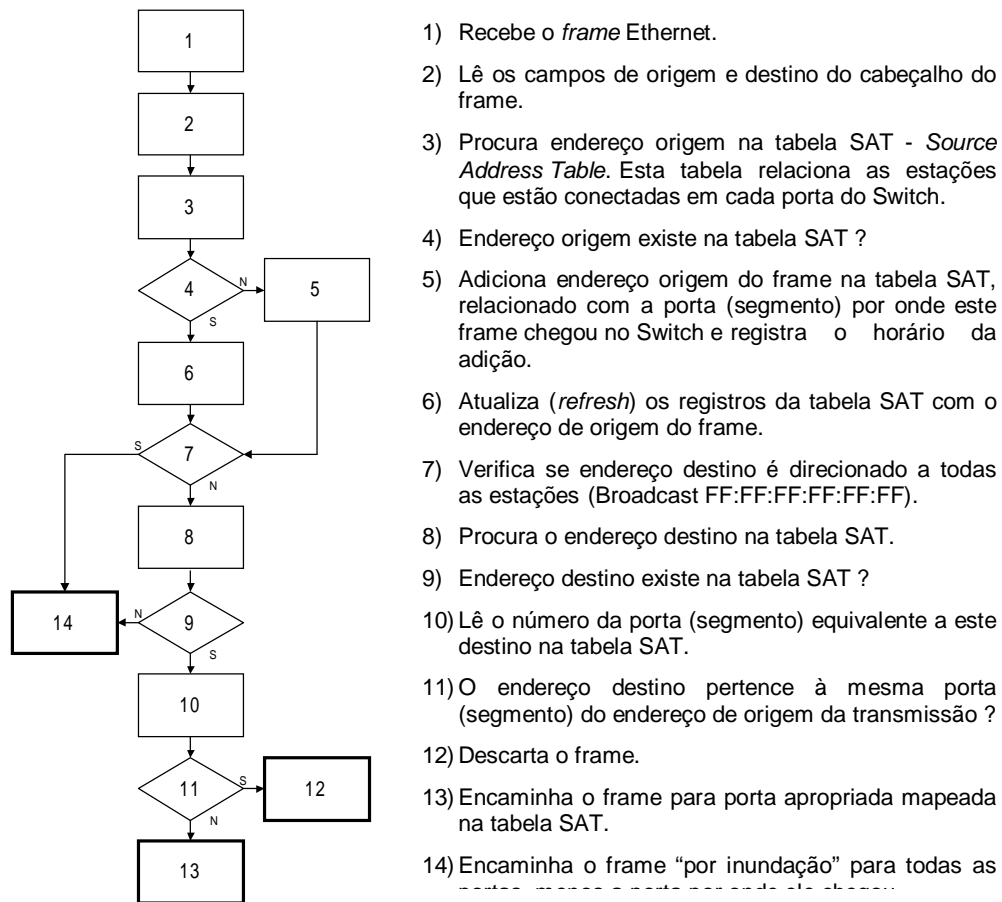 1
2
3
4
N
S
5
6
7
S
N
8
9
N
S
14
10
11
S
N
12
13
1) Recebe o frame Ethernet.
2) Lê os campos de origem e destino do cabeçalho do
frame.
3) Procura endereço origem na tabela SAT - Source
Address Table. Esta tabela relaciona as estações
que estão conectadas em cada porta do Switch.
4) Endereço origem existe na tabela SAT ?
5) Adiciona endereço origem do frame na tabela SAT,
relacionado com a porta (segmento) por onde este
frame chegou no Switch e registra o horário da
adição.
6) Atualiza (refresh) os registros da tabela SAT com o
endereço de origem do frame.
7) Verifica se endereço destino é direcionado a todas
as estações (Broadcast FF:FF:FF:FF:FF:FF).
8) Procura o endereço destino na tabela SAT.
9) Endereço destino existe na tabela SAT ?
10) Lê o número da porta (segmento) equivalente a este
destino na tabela SAT.
11) O endereço destino pertence à mesma porta
(segmento) do endereço de origem da transmissão ?
12) Descarta o frame.
13) Encaminha o frame para porta apropriada mapeada
na tabela SAT.
14) Encaminha o frame “por inundação” para todas as